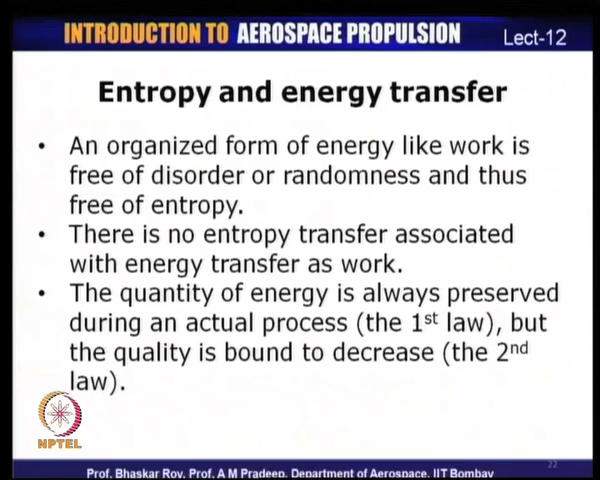 INTRODUCTION TO AEROSPACE PROPULSION Lect-12
Entropy and energy transfer
• An organized form of energy like work is
free of disorder or randomness and thus
free of entropy.
• There is no entropy transfer associated
with energy transfer as work.
• The quantity of energy is always preserved
during an actual process (the 1st law), but
the quality is bound to decrease (the 2nd
law).
NPTEL
22
Prof. Bhaskar Roy, Prof. A M Pradeep, Department of Aerospace, IIT Bombay